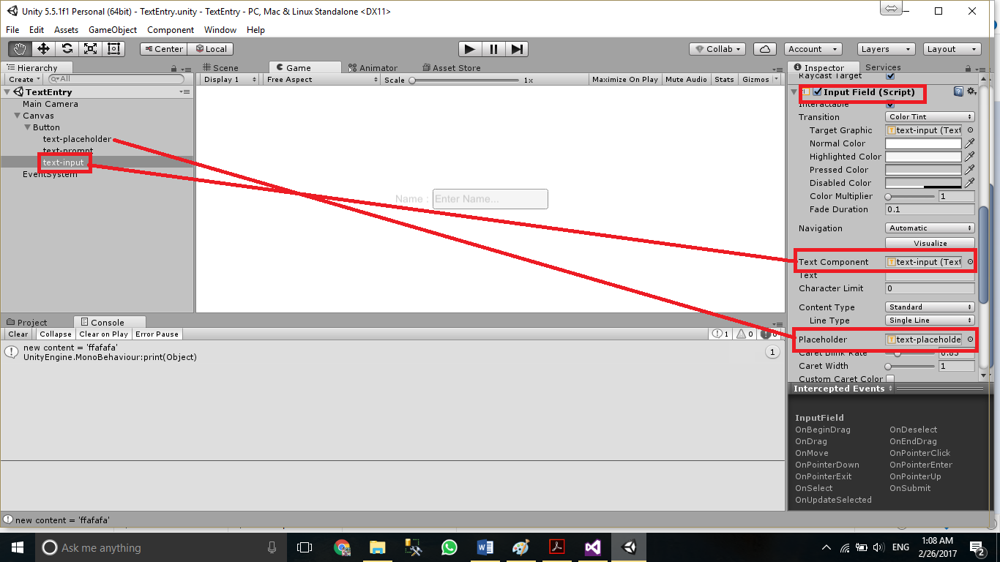 Unity 5.5.1f1 Personal (64bit) - TextEntry.unity - TextEntry - PC, Mac & Linux Standalone <DX11>
File Edit Assets GameObject Component Window Help
Center Local Collab Account Layers Layout
Hierarchy Scene Game Animator Asset Store Inspector Services
Create All Display 1 Free Aspect Scale 1x Maximize On Play Mute Audio Stats Gizmos
Raycast Target
TextEntry
Input Field (Script)
Main Camera
Interactable
Canvas
Transition Color Tint
Button
Target Graphic text-input (Text
text-placeholder
Normal Color
text-prompt
Highlighted Color
text-input
Pressed Color
EventSystem
Disabled Color
Color Multiplier 1
Name : Enter Name...
Fade Duration 0.1
Navigation Automatic
Visualize
Text Component text-input (Text
Text
Character Limit 0
Content Type Standard
Line Type Single Line
Project Console
Clear Collapse Clear on Play Error Pause 1 0 0
Placeholder text-placeholde
new content = 'ffafafa'
UnityEngine.MonoBehaviour:print(Object)
1
Caret Blink Rate 0.85
Caret Width 1
Custom Caret Color
Intercepted Events
InputField
OnBeginDrag OnDeselect
OnDrag OnEndDrag
OnMove OnPointerClick
OnPointerDown OnPointerEnter
OnPointerExit OnPointerUp
OnSelect OnSubmit
OnUpdateSelected
new content = 'ffafafa'
Ask me anything ENG 1:08 AM
2/26/2017 2